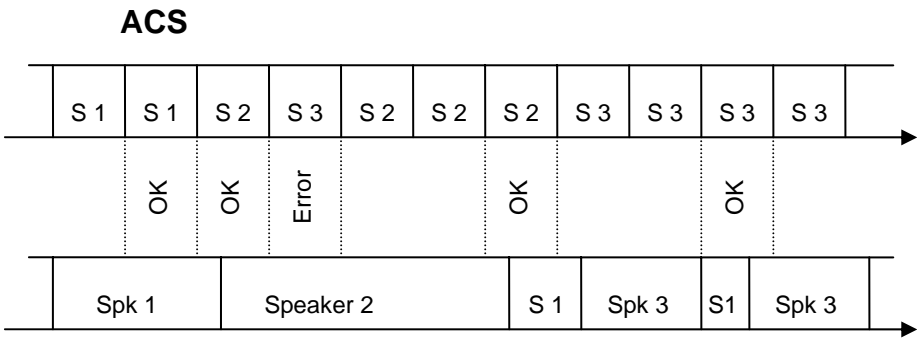 ACS
S 1 S 1 S 2 S 3 S 2 S 2 S 2 S 3 S 3 S 3 S 3
OK OK Error OK OK
Spk 1 Speaker 2 S 1 Spk 3 S1 Spk 3